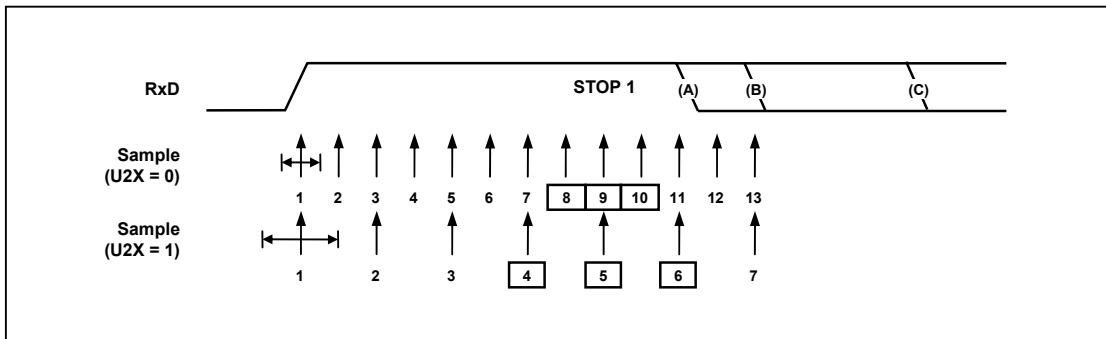 RxD STOP 1 (A) (B) (C)
Sample
(U2X = 0)
1 2 3 4 5 6 7 8 9 10 11 12 13
Sample
(U2X = 1)
1 2 3 4 5 6 7